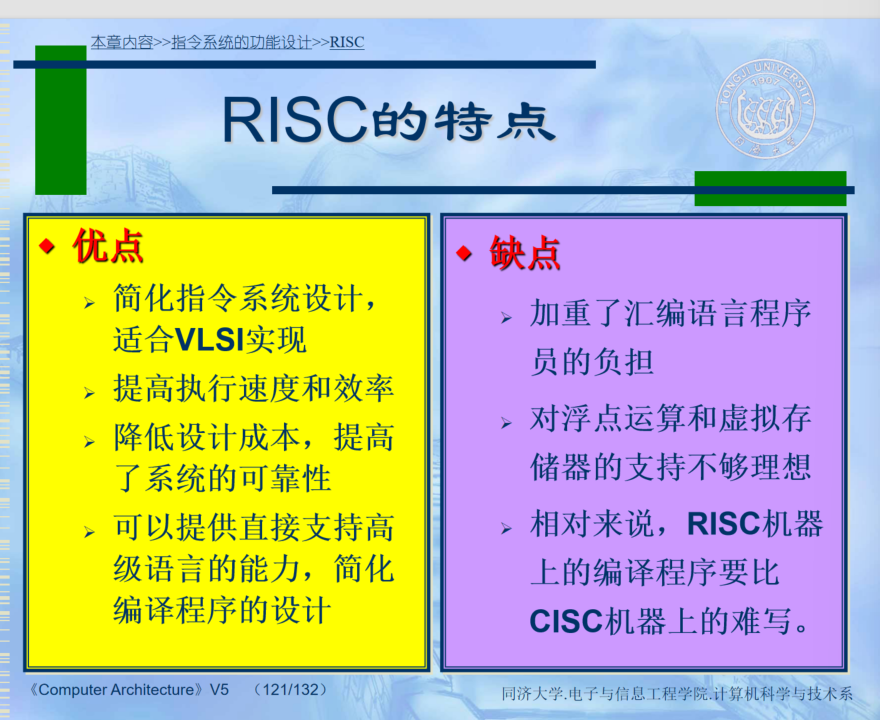 本章内容>>指令系统的功能设计>>RISC
RISC的特点
TONGJI UNIVERSITY
1907
同济大学
优点
简化指令系统设计，
适合VLSI实现
提高执行速度和效率
降低设计成本，提高
了系统的可靠性
可以提供直接支持高
级语言的能力，简化
编译程序的设计
缺点
加重了汇编语言程序
员的负担
对浮点运算和虚拟存
储器的支持不够理想
相对来说，RISC机器
上的编译程序要比
CISC机器上的难写。
《Computer Architecture》V5 （121/132）
同济大学.电子与信息工程学院.计算机科学与技术系